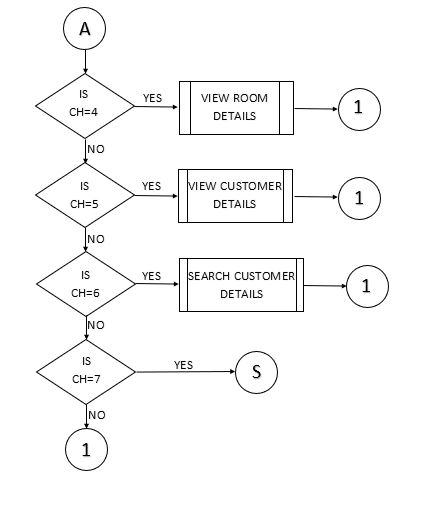 A
IS
CH=4
YES
VIEW ROOM
DETAILS
1
NO
IS
CH=5
YES
VIEW CUSTOMER
DETAILS
1
NO
IS
CH=6
YES
SEARCH CUSTOMER
DETAILS
1
NO
IS
CH=7
YES
S
NO
1